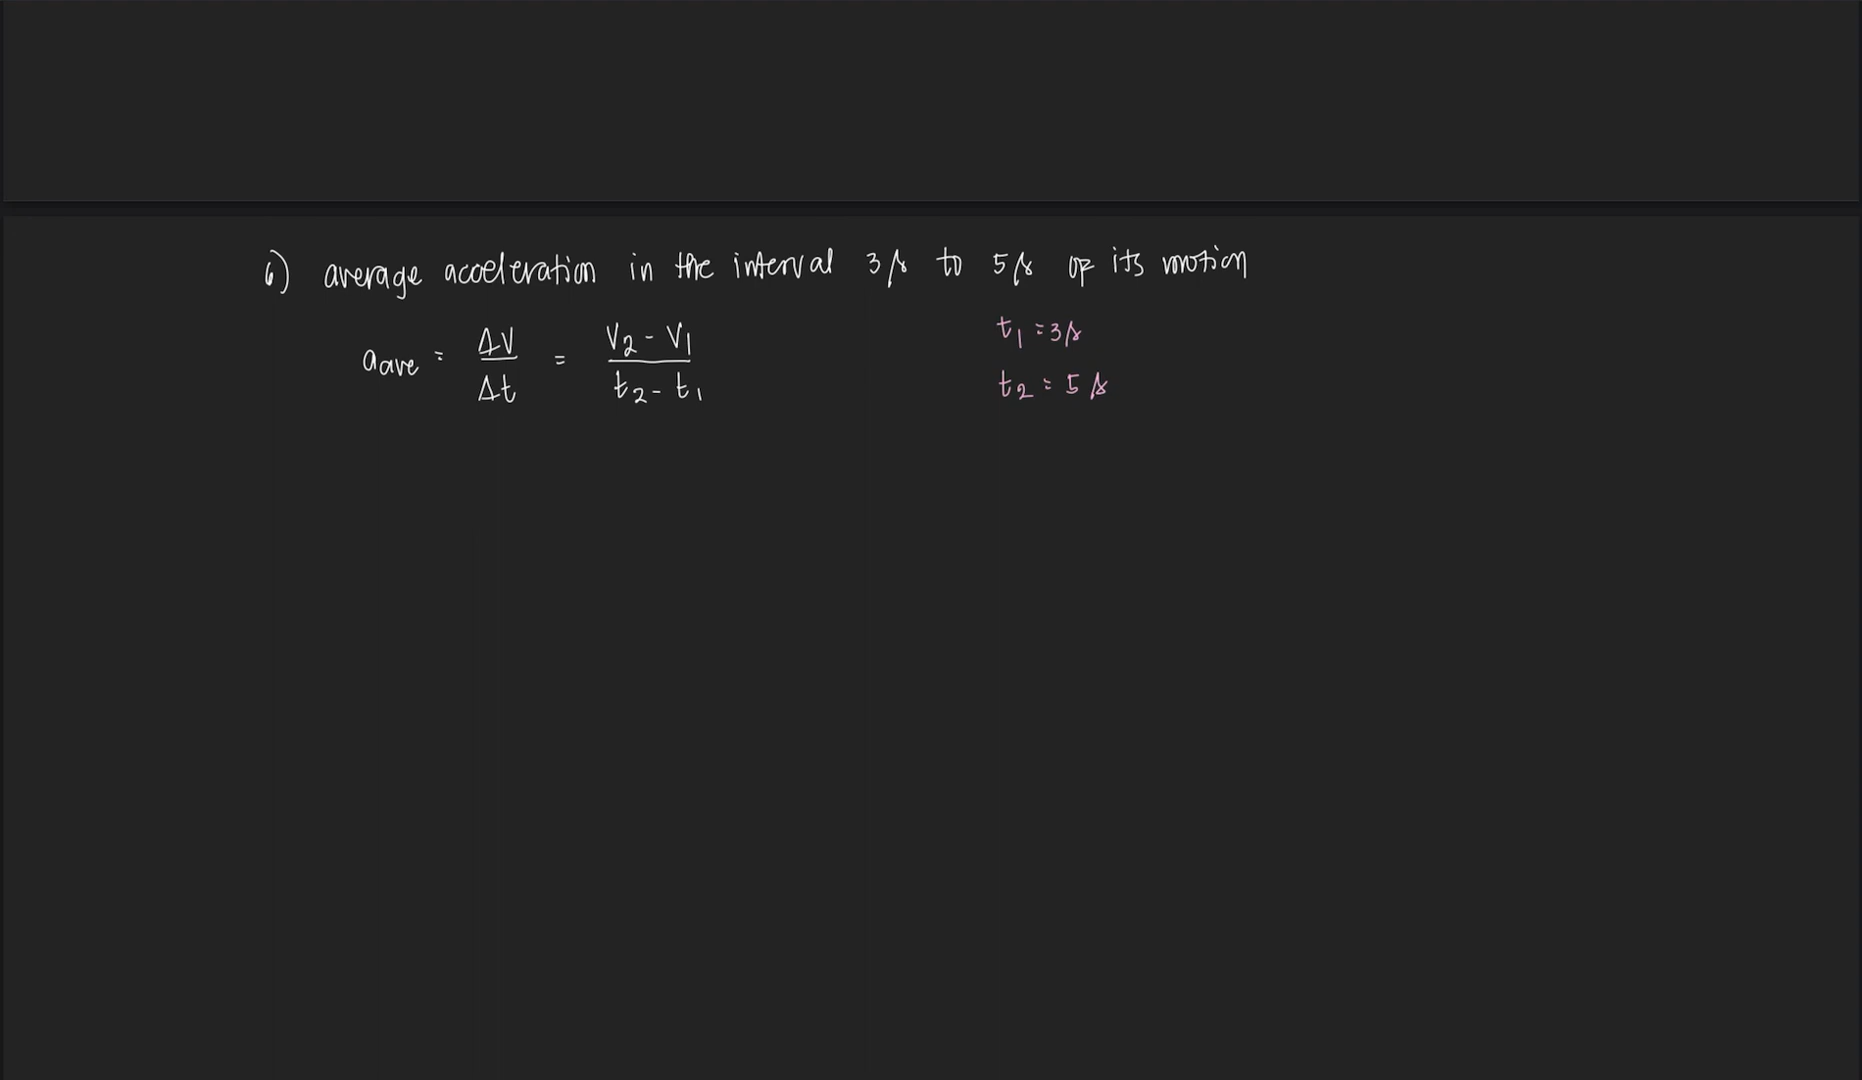 6) average acceleration in the interval 3s to 5s of its motion
a_ave = ΔV/Δt = (V₂ - V₁)/(t₂ - t₁)
t₁ = 3s
t₂ = 5s